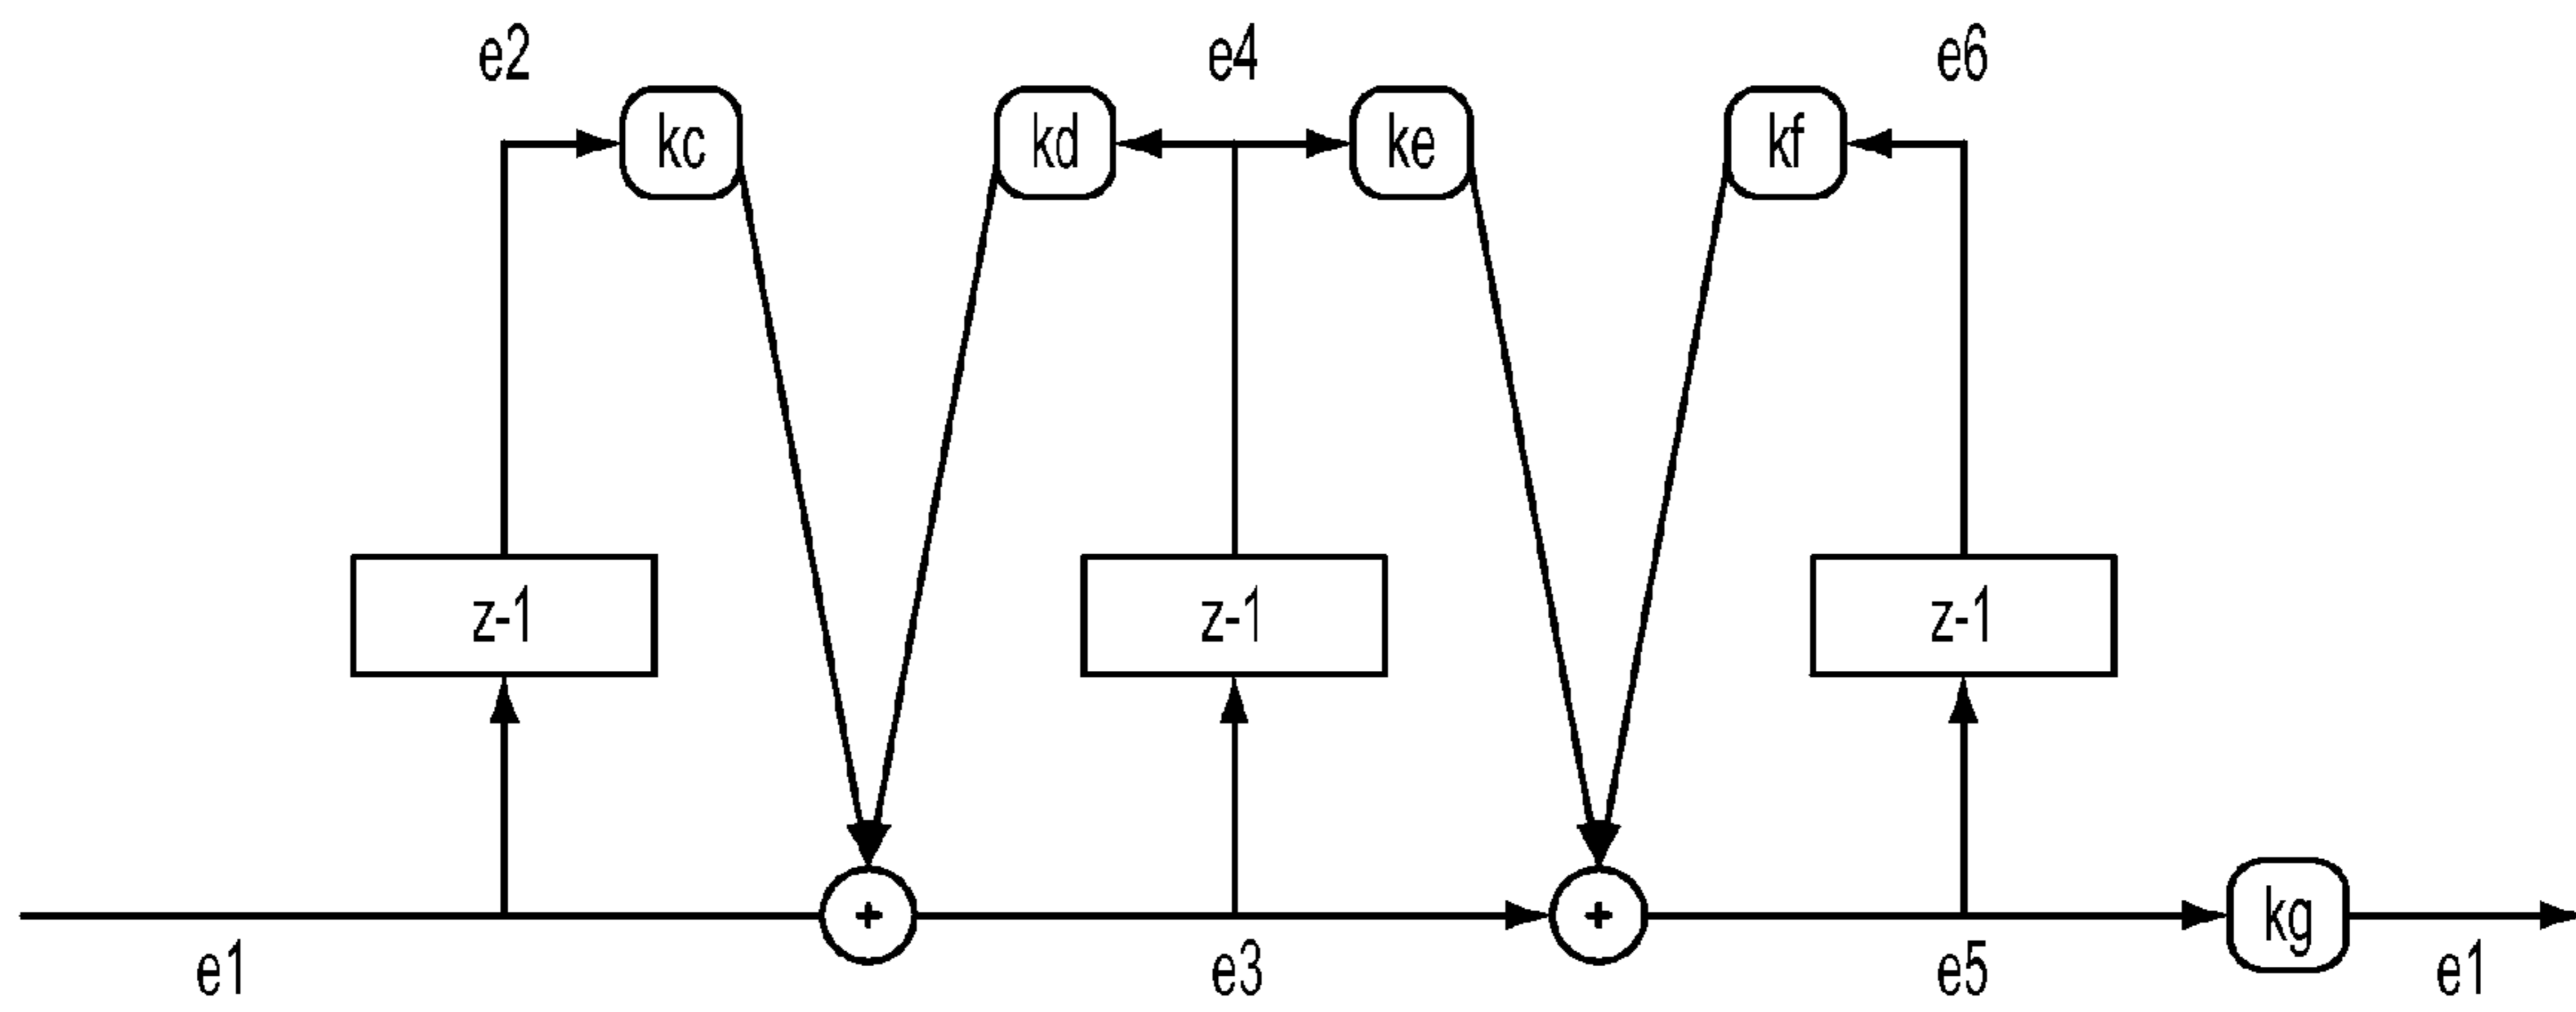 e2 e4 e6
kc kd ke kf
z-1 z-1 z-1
+ + kg
e1 e3 e5 e1